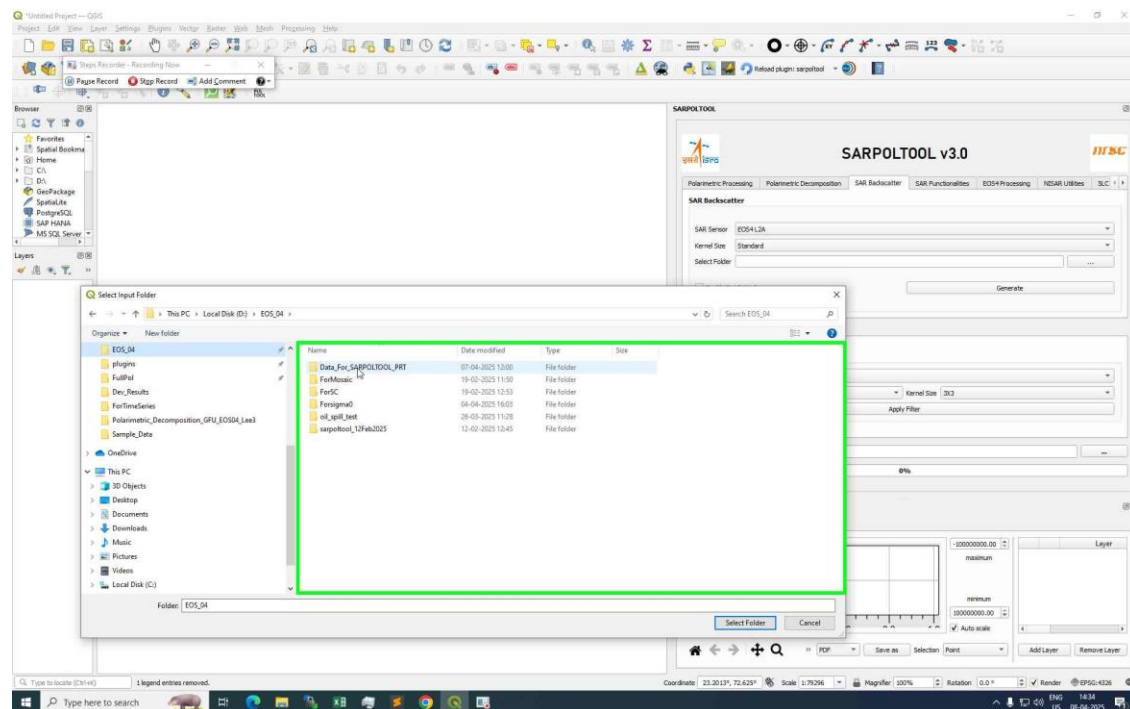 *Untitled Project — QGIS
Project Edit View Layer Settings Plugins Vector Raster Web Mesh Processing Help
Steps Recorder - Recording Now
Pause Record Stop Record Add Comment
Reload plugin: sarpoltool
Browser
Favorites
Spatial Bookma
Home
C:\
D:\
GeoPackage
SpatiaLite
PostgreSQL
SAP HANA
MS SQL Server
Layers
SARPOLTOOL
इसरो isro
SARPOLTOOL v3.0
nrsc
Polarimetric Processing Polarimetric Decomposition SAR Backscatter SAR Functionalities EOS4 Processing NISAR Utilities SLC
SAR Backscatter
SAR Sensor EOS4 L2A
Kernel Size Standard
Select Folder ...
Generate
Kernel Size 3X3
Apply Filter
...
0%
Select Input Folder
This PC > Local Disk (D:) > EOS_04 >
Search EOS_04
Organize New folder
EOS_04
plugins
FullPol
Dev_Results
ForTimeSeries
Polarimetric_Decomposition_GFU_EOS04_Lee3
Sample_Data
OneDrive
This PC
3D Objects
Desktop
Documents
Downloads
Music
Pictures
Videos
Local Disk (C:)
Name Date modified Type Size
Data_For_SARPOLTOOL_PRT 07-04-2025 12:00 File folder
ForMosaic 19-02-2025 11:50 File folder
ForSC 19-02-2025 12:53 File folder
Forsigma0 04-04-2025 16:03 File folder
oil_spill_test 26-03-2025 11:28 File folder
sarpoltool_12Feb2025 12-02-2025 12:45 File folder
Folder: EOS_04
Select Folder Cancel
-100000000.00
maximum
minimum
100000000.00
Auto scale
Layer
PDF Save as Selection Point Add Layer Remove Layer
Type to locate (Ctrl+K) 1 legend entries removed.
Coordinate 23.2013°, 72.625° Scale 1:79296 Magnifier 100% Rotation 0.0 ° Render EPSG:4326
Type here to search
ENG US
14:34
08-04-2025